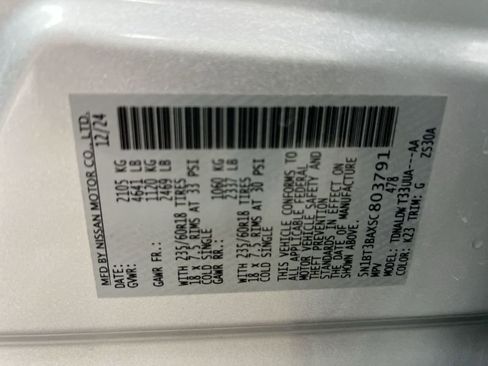 MFD BY NISSAN MOTOR CO., LTD.
DATE: 12/24
GVWR: 2105 KG
4641 LB
GAWR FR.: 1120 KG
2469 LB
WITH 235/60R18 TIRES
18 X 7.5 RIMS AT 33 PSI
COLD SINGLE
GAWR RR.: 1060 KG
2337 LB
WITH 235/60R18 TIRES
18 X 7.5 RIMS AT 30 PSI
COLD SINGLE
THIS VEHICLE CONFORMS TO
ALL APPLICABLE FEDERAL
MOTOR VEHICLE SAFETY AND
THEFT PREVENTION
STANDARDS IN EFFECT ON
THE DATE OF MANUFACTURE
SHOWN ABOVE.
5N1BT3BAXSC803791
MPV 478
MODEL: TDNALDW T33UUA---AA
COLOR: K23 TRIM: G ZS30A